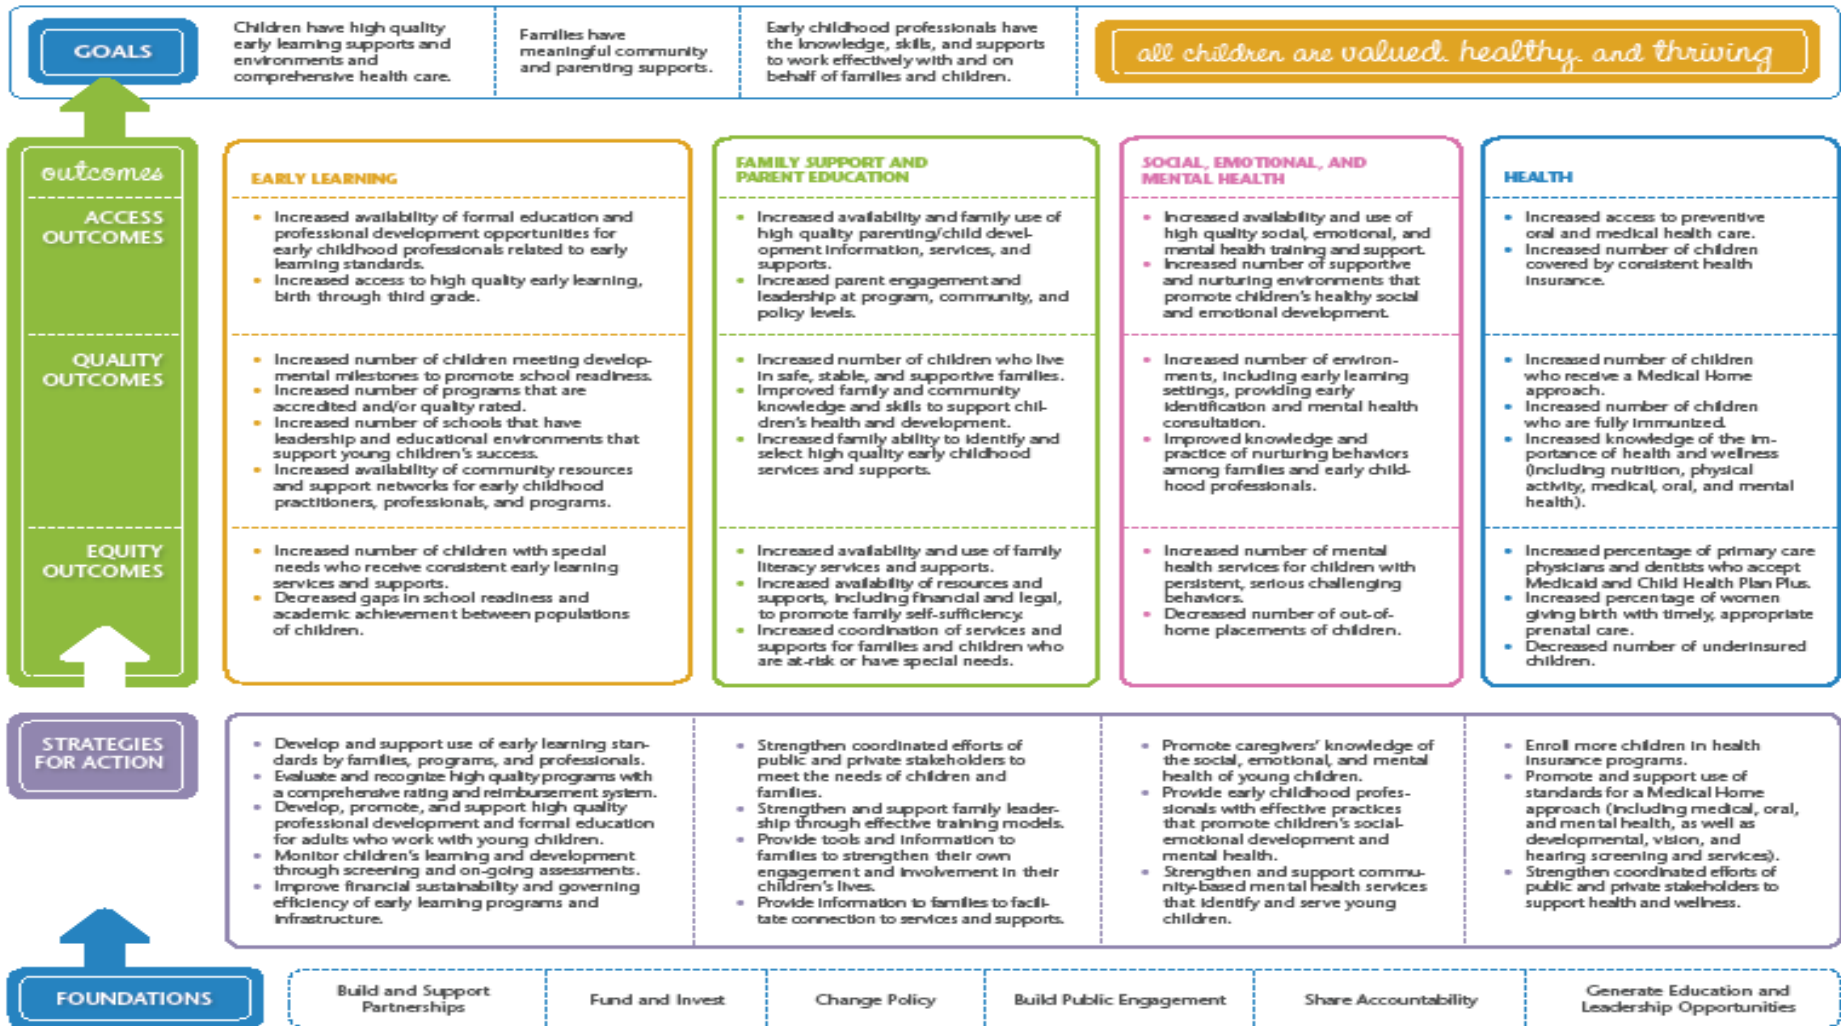 GOALS
Children have high quality
early learning supports and
environments and
comprehensive health care.
Families have
meaningful community
and parenting supports.
Early childhood professionals have
the knowledge, skills, and supports
to work effectively with and on
behalf of families and children.
all children are valued, healthy, and thriving
outcomes
ACCESS
OUTCOMES
QUALITY
OUTCOMES
EQUITY
OUTCOMES
EARLY LEARNING
• Increased availability of formal education and
professional development opportunities for
early childhood professionals related to early
learning standards.
• Increased access to high quality early learning,
birth through third grade.
• Increased number of children meeting develop-
mental milestones to promote school readiness.
• Increased number of programs that are
accredited and/or quality rated.
• Increased number of schools that have
leadership and educational environments that
support young children's success.
• Increased availability of community resources
and support networks for early childhood
practitioners, professionals, and programs.
• Increased number of children with special
needs who receive consistent early learning
services and supports.
• Decreased gaps in school readiness and
academic achievement between populations
of children.
FAMILY SUPPORT AND
PARENT EDUCATION
• Increased availability and family use of
high quality parenting/child devel-
opment information, services, and
supports.
• Increased parent engagement and
leadership at program, community, and
policy levels.
• Increased number of children who live
in safe, stable, and supportive families.
• Improved family and community
knowledge and skills to support chil-
dren's health and development.
• Increased family ability to identify and
select high quality early childhood
services and supports.
• Increased availability and use of family
literacy services and supports.
• Increased availability of resources and
supports, including financial and legal,
to promote family self-sufficiency.
• Increased coordination of services and
supports for families and children who
are at-risk or have special needs.
SOCIAL, EMOTIONAL, AND
MENTAL HEALTH
• Increased availability and use of
high quality social, emotional, and
mental health training and support.
• Increased number of supportive
and nurturing environments that
promote children's healthy social
and emotional development.
• Increased number of environ-
ments, including early learning
settings, providing early
identification and mental health
consultation.
• Improved knowledge and
practice of nurturing behaviors
among families and early child-
hood professionals.
• Increased number of mental
health services for children with
persistent, serious challenging
behaviors.
• Decreased number of out-of-
home placements of children.
HEALTH
• Increased access to preventive
oral and medical health care.
• Increased number of children
covered by consistent health
insurance.
• Increased number of children
who receive a Medical Home
approach.
• Increased number of children
who are fully immunized.
• Increased knowledge of the im-
portance of health and wellness
(including nutrition, physical
activity, medical, oral, and mental
health).
• Increased percentage of primary care
physicians and dentists who accept
Medicaid and Child Health Plan Plus.
• Increased percentage of women
giving birth with timely, appropriate
prenatal care.
• Decreased number of underinsured
children.
STRATEGIES
FOR ACTION
• Develop and support use of early learning stan-
dards by families, programs, and professionals.
• Evaluate and recognize high quality programs with
a comprehensive rating and reimbursement system.
• Develop, promote, and support high quality
professional development and formal education
for adults who work with young children.
• Monitor children's learning and development
through screening and on-going assessments.
• Improve financial sustainability and governing
efficiency of early learning programs and
infrastructure.
• Strengthen coordinated efforts of
public and private stakeholders to
meet the needs of children and
families.
• Strengthen and support family leader-
ship through effective training models.
• Provide tools and information to
families to strengthen their own
engagement and involvement in their
children's lives.
• Provide information to families to facili-
tate connection to services and supports.
• Promote caregivers' knowledge of
the social, emotional, and mental
health of young children.
• Provide early childhood profes-
sionals with effective practices
that promote children's social-
emotional development and
mental health.
• Strengthen and support commu-
nity-based mental health services
that identify and serve young
children.
• Enroll more children in health
insurance programs.
• Promote and support use of
standards for a Medical Home
approach (including medical, oral,
and mental health, as well as
developmental, vision, and
hearing screening and services).
• Strengthen coordinated efforts of
public and private stakeholders to
support health and wellness.
FOUNDATIONS
Build and Support
Partnerships
Fund and Invest
Change Policy
Build Public Engagement
Share Accountability
Generate Education and
Leadership Opportunities